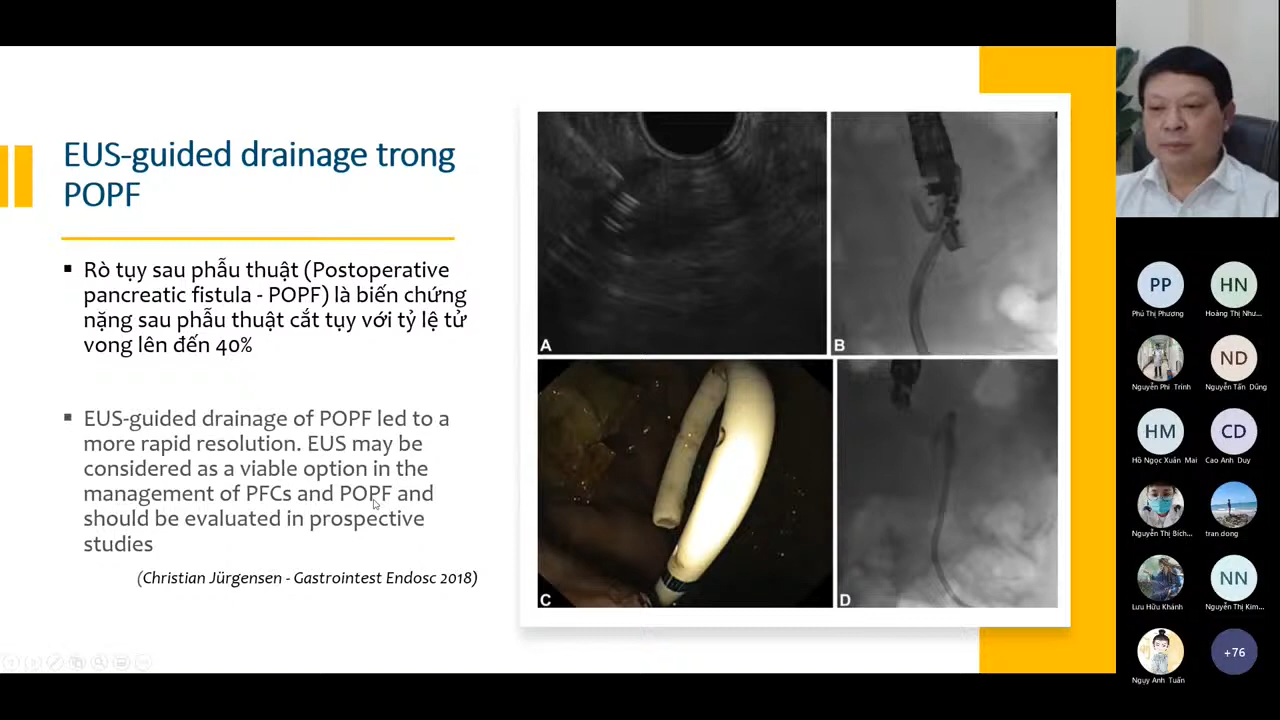 EUS-guided drainage trong
POPF
Rò tụy sau phẫu thuật (Postoperative
pancreatic fistula - POPF) là biến chứng
nặng sau phẫu thuật cắt tụy với tỷ lệ tử
vong lên đến 40%
EUS-guided drainage of POPF led to a
more rapid resolution. EUS may be
considered as a viable option in the
management of PFCs and POPF and
should be evaluated in prospective
studies
(Christian Jürgensen - Gastrointest Endosc 2018)
A
B
C
D
PP
HN
Phú Thị Phương
Hoàng Thị Như...
ND
Nguyễn Phi Trinh
Nguyễn Tấn Dũng
HM
CD
Hồ Ngọc Xuân Mai
Cao Anh Duy
Nguyễn Thị Bích...
tran dong
NN
Lưu Hữu Khánh
Nguyễn Thị Kim...
+76
Ngụy Anh Tuấn